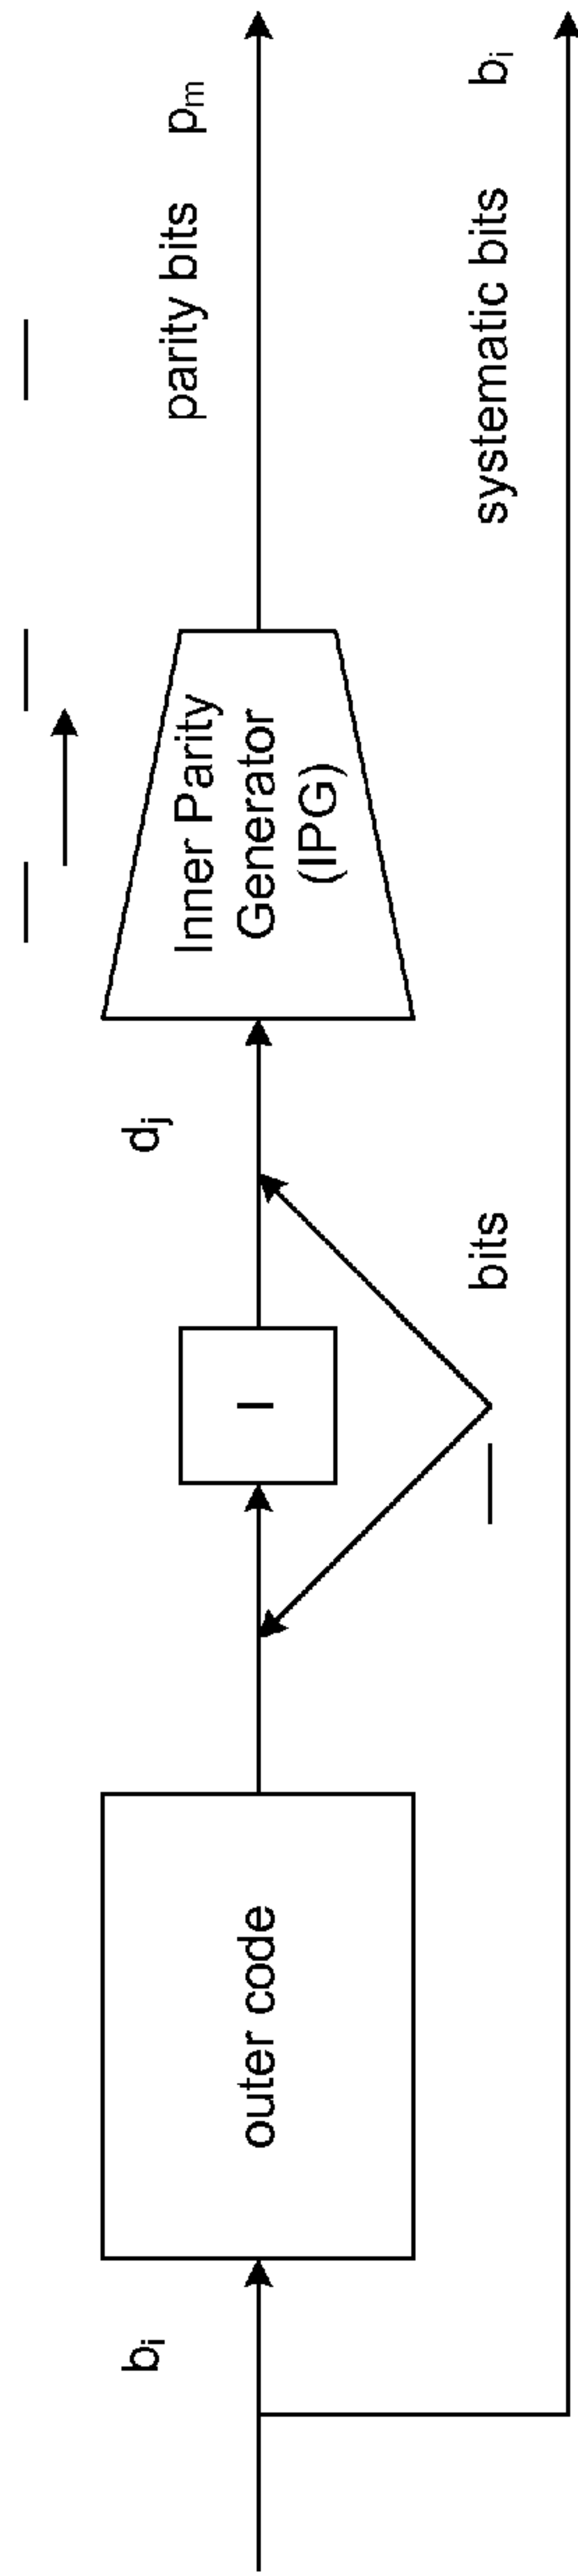 b_i
outer code
I
bits
d_j
Inner Parity
Generator
(IPG)
parity bits p_m
systematic bits b_i